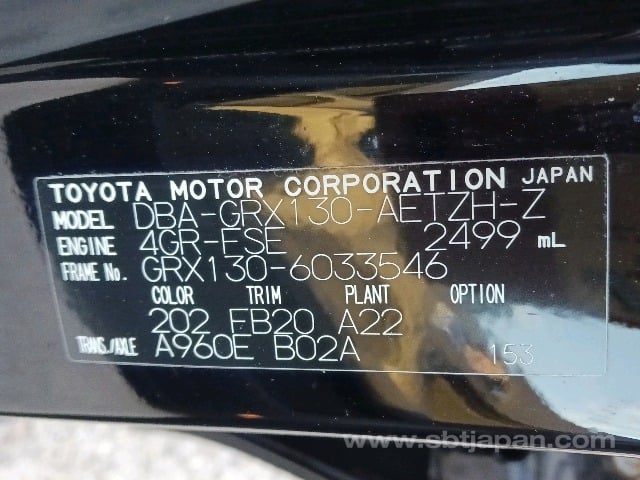 TOYOTA MOTOR CORPORATION JAPAN
MODEL DBA-GRX130-AETZH-Z
ENGINE 4GR-FSE 2499 mL
FRAME No. GRX130-6033546
COLOR TRIM PLANT OPTION
202 FB20 A22
TRANS./AXLE A960E B02A 153
www.sbtjapan.com